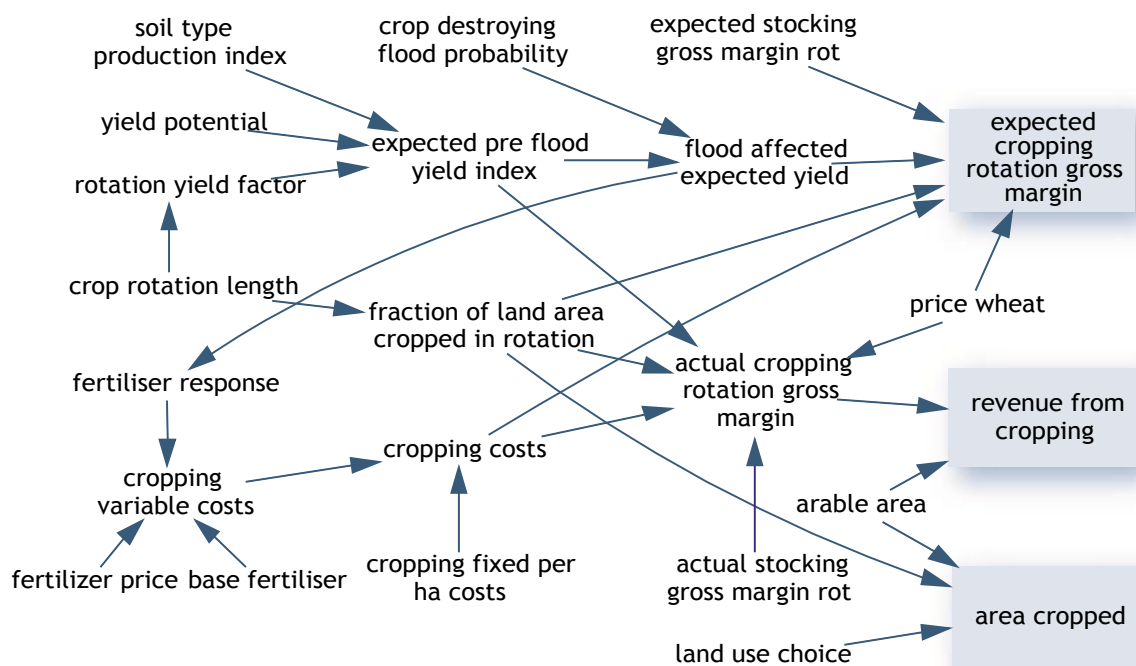 soil type
production index
crop destroying
flood probability
expected stocking
gross margin rot
yield potential
expected pre flood
yield index
flood affected
expected yield
expected
cropping
rotation gross
margin
rotation yield factor
crop rotation length
fraction of land area
cropped in rotation
price wheat
fertiliser response
actual cropping
rotation gross
margin
revenue from
cropping
cropping costs
cropping
variable costs
arable area
fertilizer price
base fertiliser
cropping fixed per
ha costs
actual stocking
gross margin rot
area cropped
land use choice